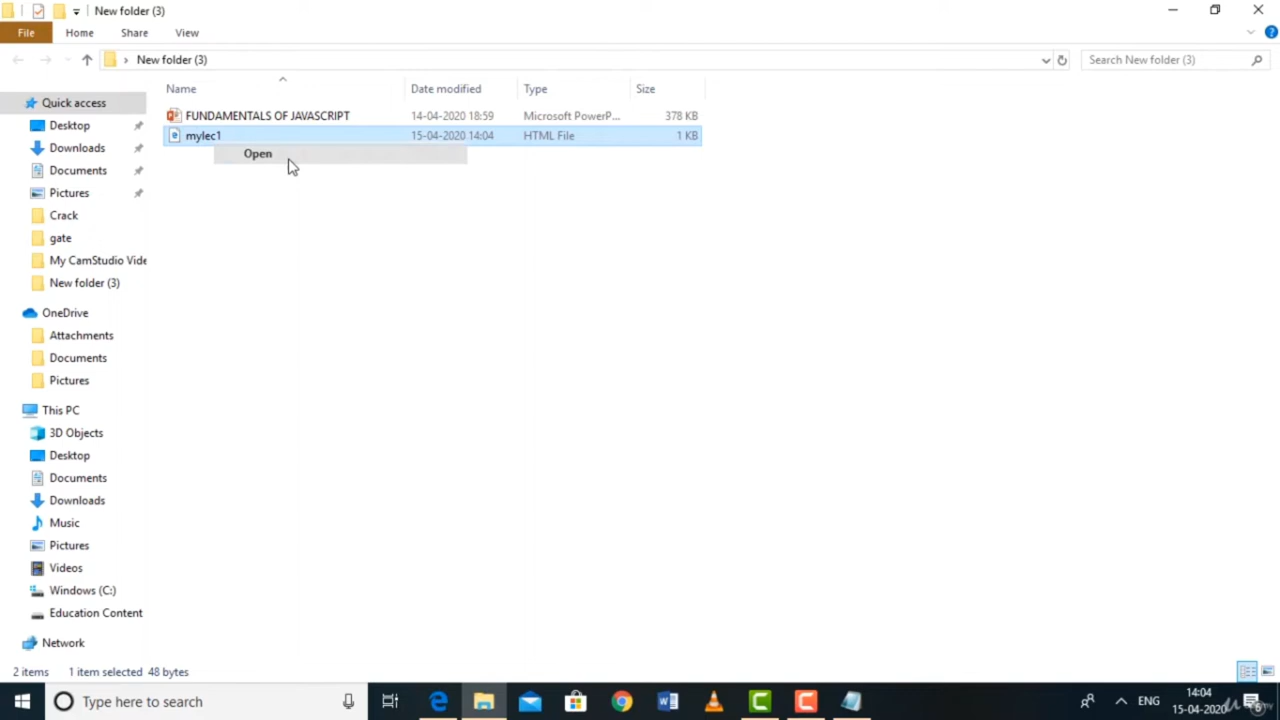 New folder (3)
File Home Share View
New folder (3)
Search New folder (3)
Name Date modified Type Size
Quick access
FUNDAMENTALS OF JAVASCRIPT 14-04-2020 18:59 Microsoft PowerP... 378 KB
Desktop
mylec1 15-04-2020 14:04 HTML File 1 KB
Open
Downloads
Documents
Pictures
Crack
gate
My CamStudio Vide
New folder (3)
OneDrive
Attachments
Documents
Pictures
This PC
3D Objects
Desktop
Documents
Downloads
Music
Pictures
Videos
Windows (C:)
Education Content
Network
2 items 1 item selected 48 bytes
Type here to search
ENG
14:04
15-04-2020